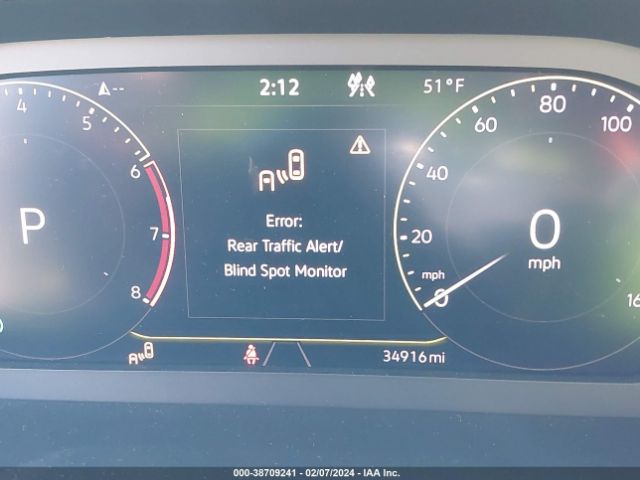 2:12
51°F
4
5
6
7
8
P
Error:
Rear Traffic Alert/
Blind Spot Monitor
0
20
40
60
80
100
16
mph
0
mph
34916 mi
000-38709241 - 02/07/2024 - IAA Inc.